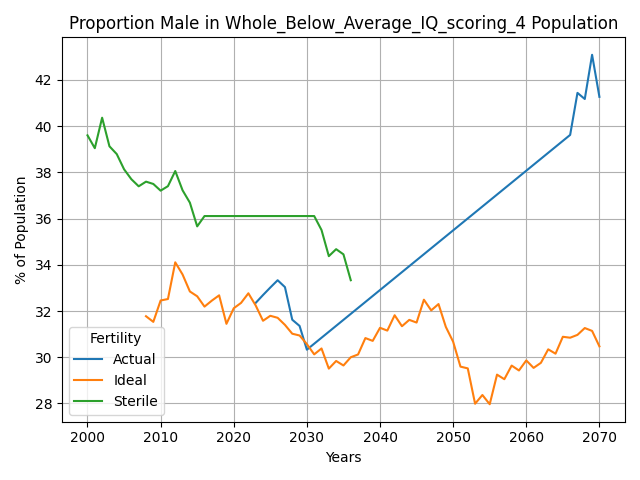 Proportion Male in Whole_Below_Average_IQ_scoring_4 Population
% of Population
42
40
38
36
34
32
30
28
Fertility
Actual
Ideal
Sterile
2000 2010 2020 2030 2040 2050 2060 2070
Years